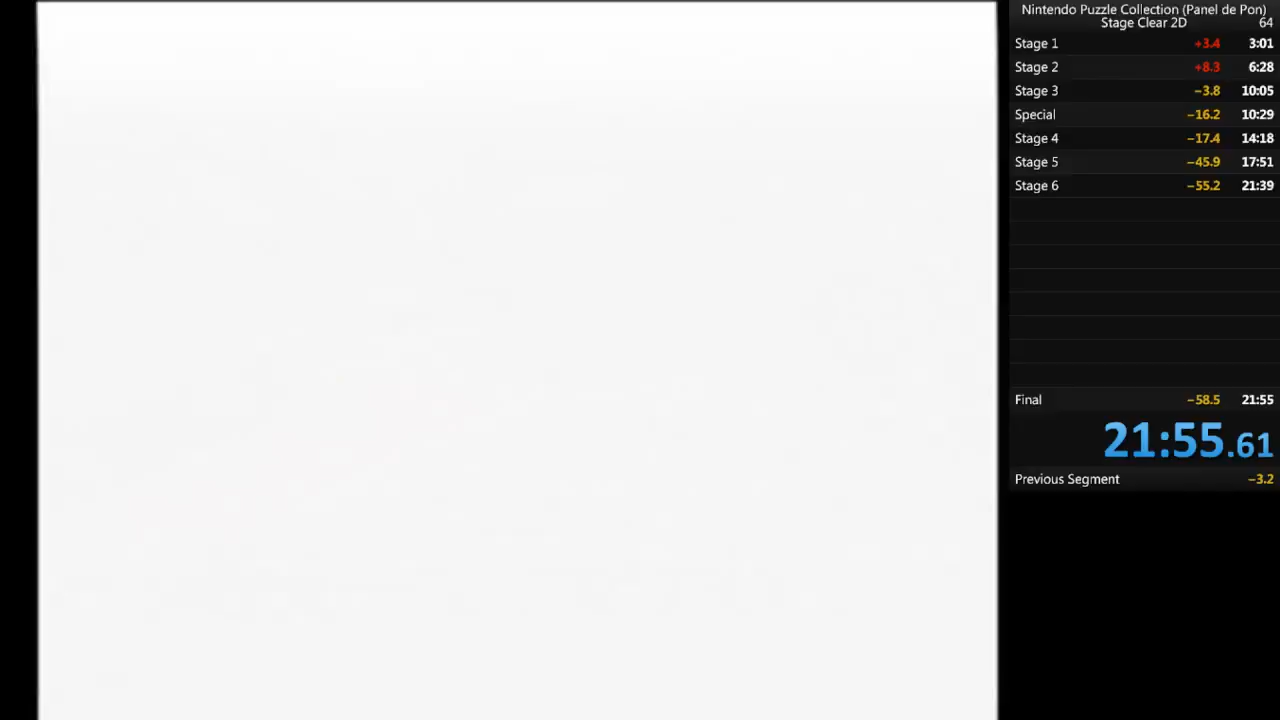 Nintendo Puzzle Collection (Panel de Pon)
Stage Clear 2D 64
Stage 1 +3.4 3:01
Stage 2 +8.3 6:28
Stage 3 −3.8 10:05
Special −16.2 10:29
Stage 4 −17.4 14:18
Stage 5 −45.9 17:51
Stage 6 −55.2 21:39
Final −58.5 21:55
21:55.61
Previous Segment −3.2